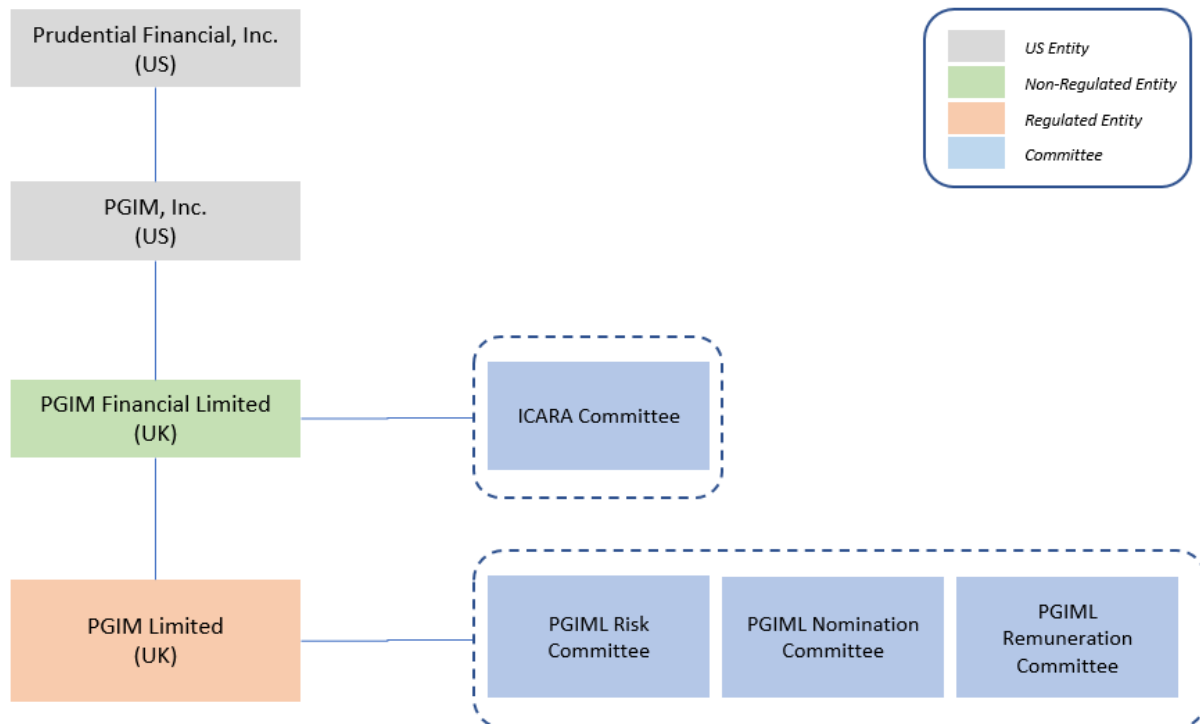 Prudential Financial, Inc.
(US)
US Entity
Non-Regulated Entity
Regulated Entity
Committee
PGIM, Inc.
(US)
PGIM Financial Limited
(UK)
ICARA Committee
PGIM Limited
(UK)
PGIML Risk
Committee
PGIML Nomination
Committee
PGIML
Remuneration
Committee